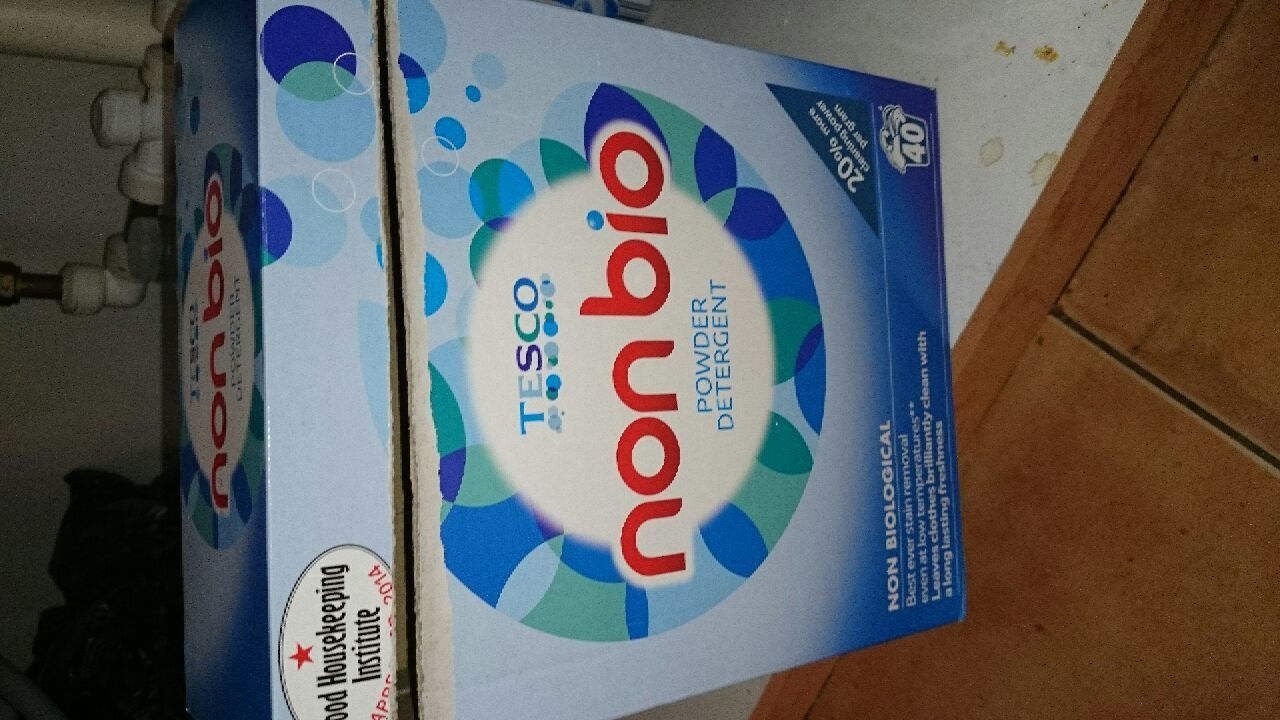 TESCO
non bio
POWDER
DETERGENT
TESCO
non bio
POWDER
DETERGENT
20% more
cleaning power
per gram
40
NON BIOLOGICAL
Best ever stain removal
even at low temperatures**
Leaves clothes brilliantly clean with
a long lasting freshness
ood Housekeeping
Institute
2014